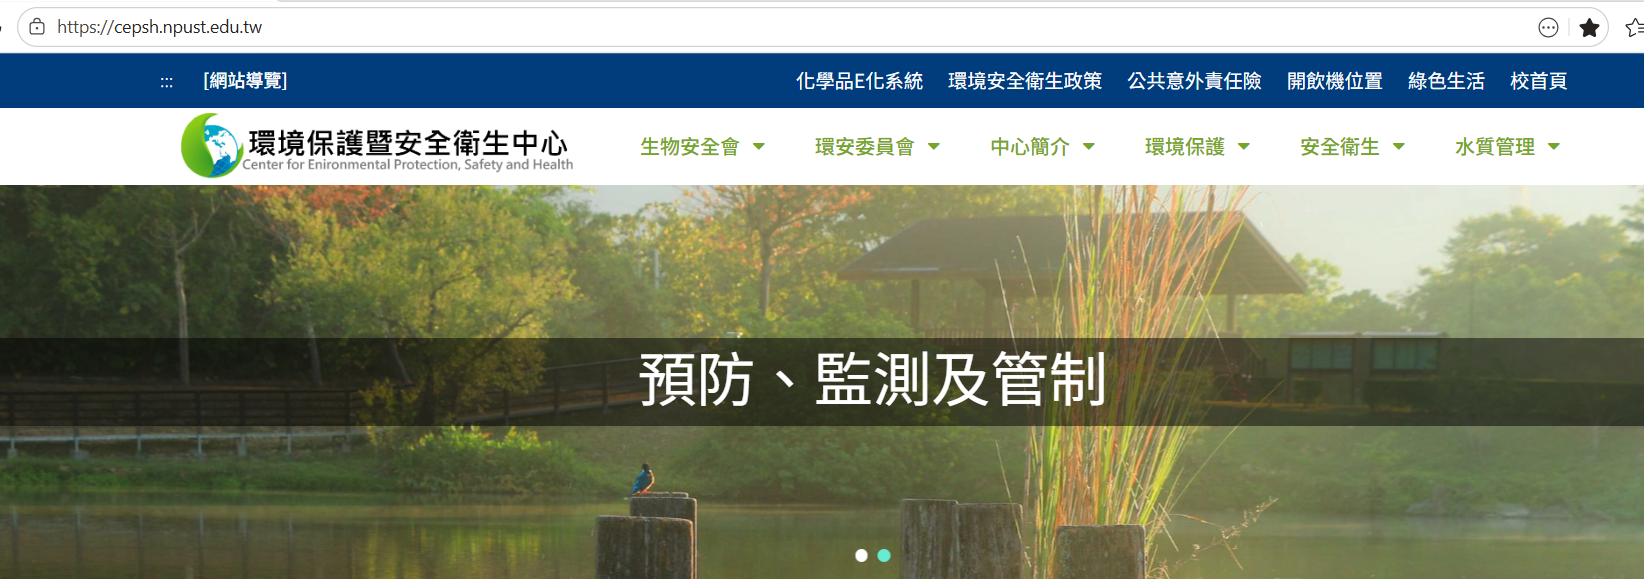 https://cepsh.npust.edu.tw
::: [網站導覽] 化學品E化系統 環境安全衛生政策 公共意外責任險 開飲機位置 綠色生活 校首頁
環境保護暨安全衛生中心
Center for Enironmental Protection, Safety and Health
生物安全會 環安委員會 中心簡介 環境保護 安全衛生 水質管理
預防、監測及管制